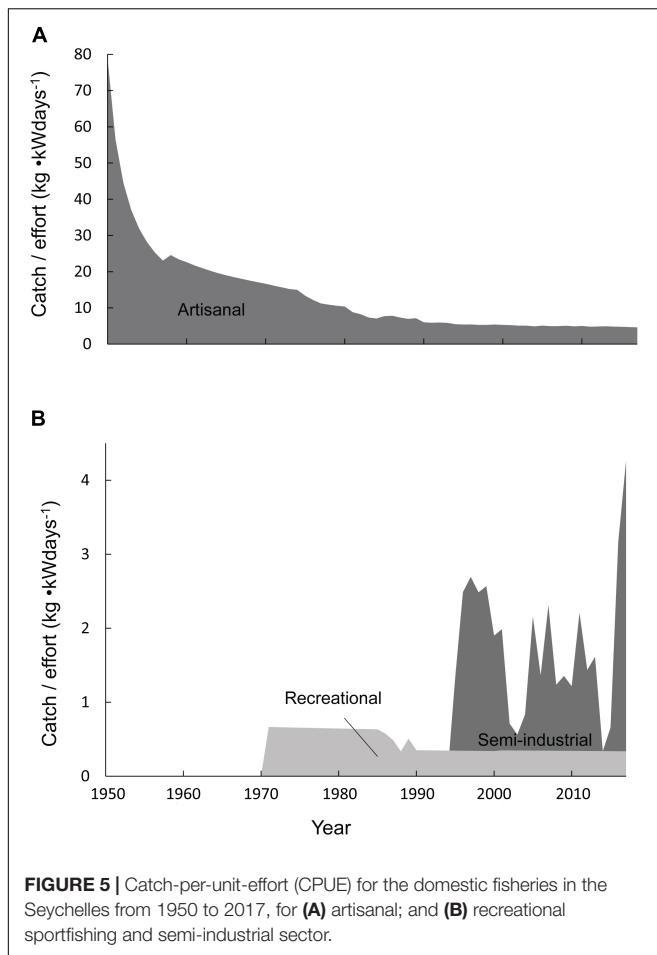 A
Catch / effort (kg •kWdays⁻¹)
80
70
60
50
40
30
20
10
0
Artisanal
B
Catch / effort (kg •kWdays⁻¹)
4
3
2
1
0
Recreational
Semi-industrial
1950 1960 1970 1980 1990 2000 2010
Year
FIGURE 5 | Catch-per-unit-effort (CPUE) for the domestic fisheries in the
Seychelles from 1950 to 2017, for (A) artisanal; and (B) recreational
sportfishing and semi-industrial sector.